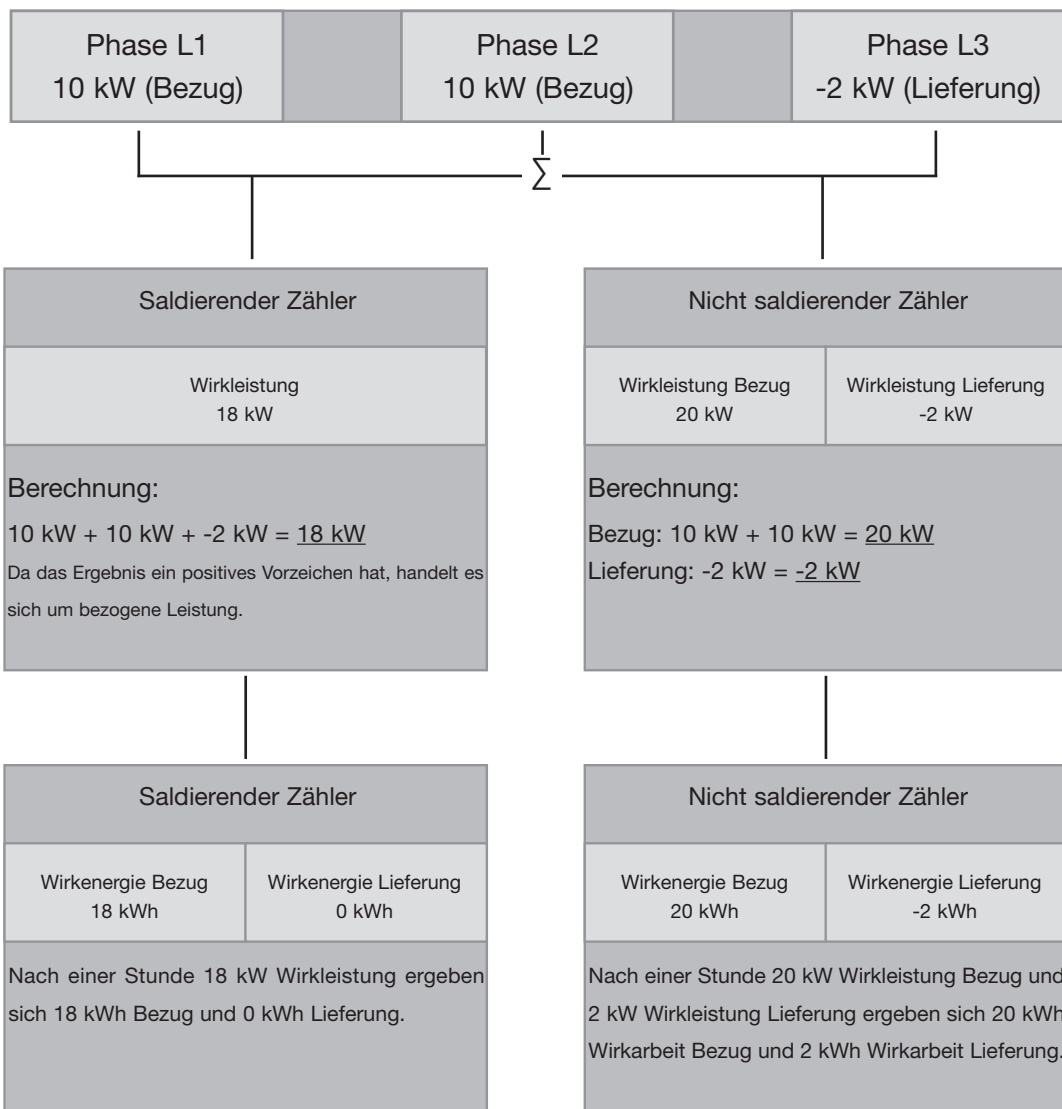 Phase L1
10 kW (Bezug)
Phase L2
10 kW (Bezug)
Phase L3
-2 kW (Lieferung)
∑
Saldierender Zähler
Wirkleistung
18 kW
Berechnung:
10 kW + 10 kW + -2 kW = 18 kW
Da das Ergebnis ein positives Vorzeichen hat, handelt es
sich um bezogene Leistung.
Nicht saldierender Zähler
Wirkleistung Bezug
20 kW
Wirkleistung Lieferung
-2 kW
Berechnung:
Bezug: 10 kW + 10 kW = 20 kW
Lieferung: -2 kW = -2 kW
Saldierender Zähler
Wirkenergie Bezug
18 kWh
Wirkenergie Lieferung
0 kWh
Nach einer Stunde 18 kW Wirkleistung ergeben
sich 18 kWh Bezug und 0 kWh Lieferung.
Nicht saldierender Zähler
Wirkenergie Bezug
20 kWh
Wirkenergie Lieferung
-2 kWh
Nach einer Stunde 20 kW Wirkleistung Bezug und
2 kW Wirkleistung Lieferung ergeben sich 20 kWh
Wirkarbeit Bezug und 2 kWh Wirkarbeit Lieferung.